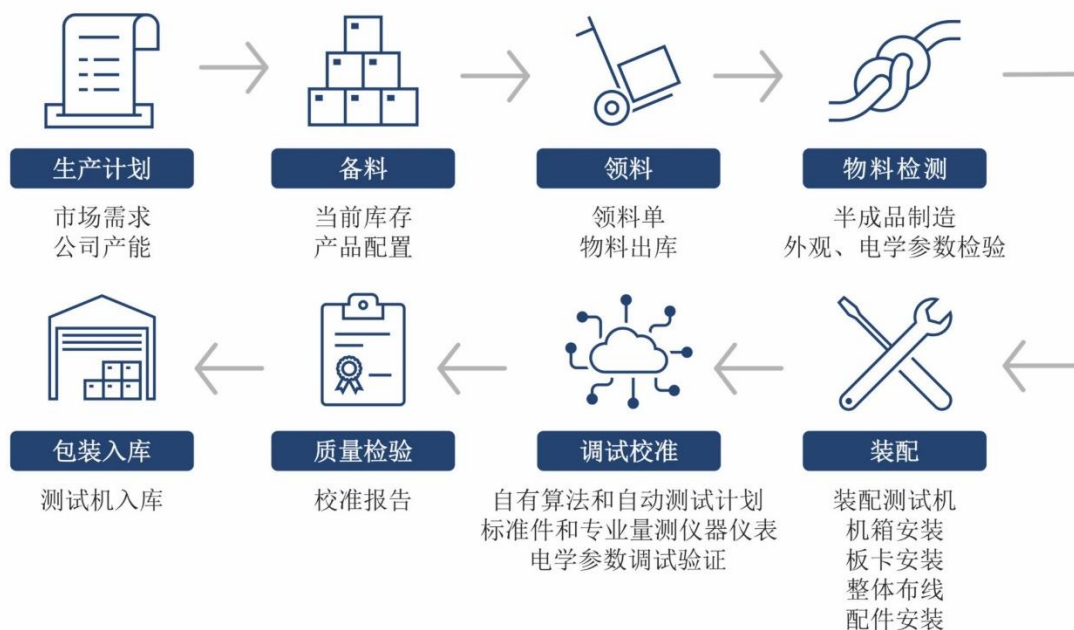 生产计划
市场需求
公司产能
备料
当前库存
产品配置
领料
领料单
物料出库
物料检测
半成品制造
外观、电学参数检验
装配
装配测试机
机箱安装
板卡安装
整体布线
配件安装
调试校准
自有算法和自动测试计划
标准件和专业量测仪器仪表
电学参数调试验证
质量检验
校准报告
包装入库
测试机入库